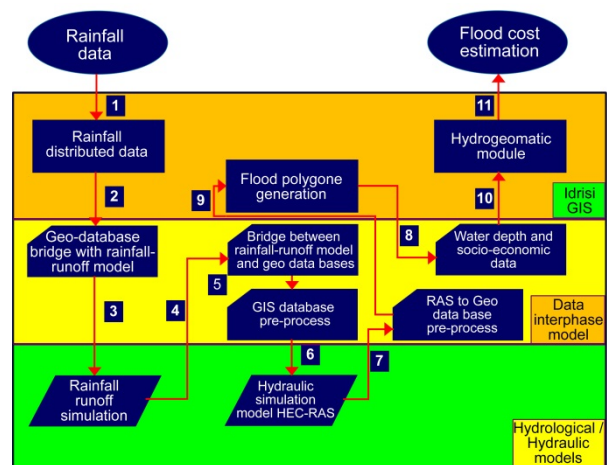 Rainfall
data
Flood cost
estimation
1
11
Rainfall
distributed data
Hydrogeomatic
module
2
9
Flood polygone
generation
10
Idrisi
GIS
8
Geo-database
bridge with rainfall-
runoff model
Bridge between
rainfall-runoff model
and geo data bases
Water depth and
socio-economic
data
5
3
4
GIS database
pre-process
RAS to Geo
data base
pre-process
Data
interphase
model
6
7
Rainfall
runoff
simulation
Hydraulic
simulation
model HEC-RAS
Hydrological /
Hydraulic
models